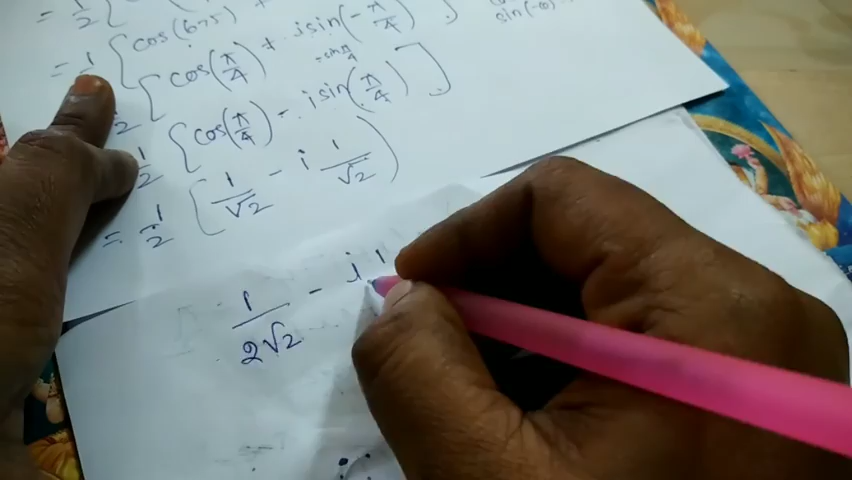 = 1/2 {
cos(675) + i sin(-π/4) }
sin(-θ)
= 1/2 { cos(π/4) + i sin(-π/4) }
= sin π/4
1/2 { cos(π/4) - i sin(π/4) ]
= 1/2 { 1/√2 - i 1/√2 )
1/2√2 - i 1